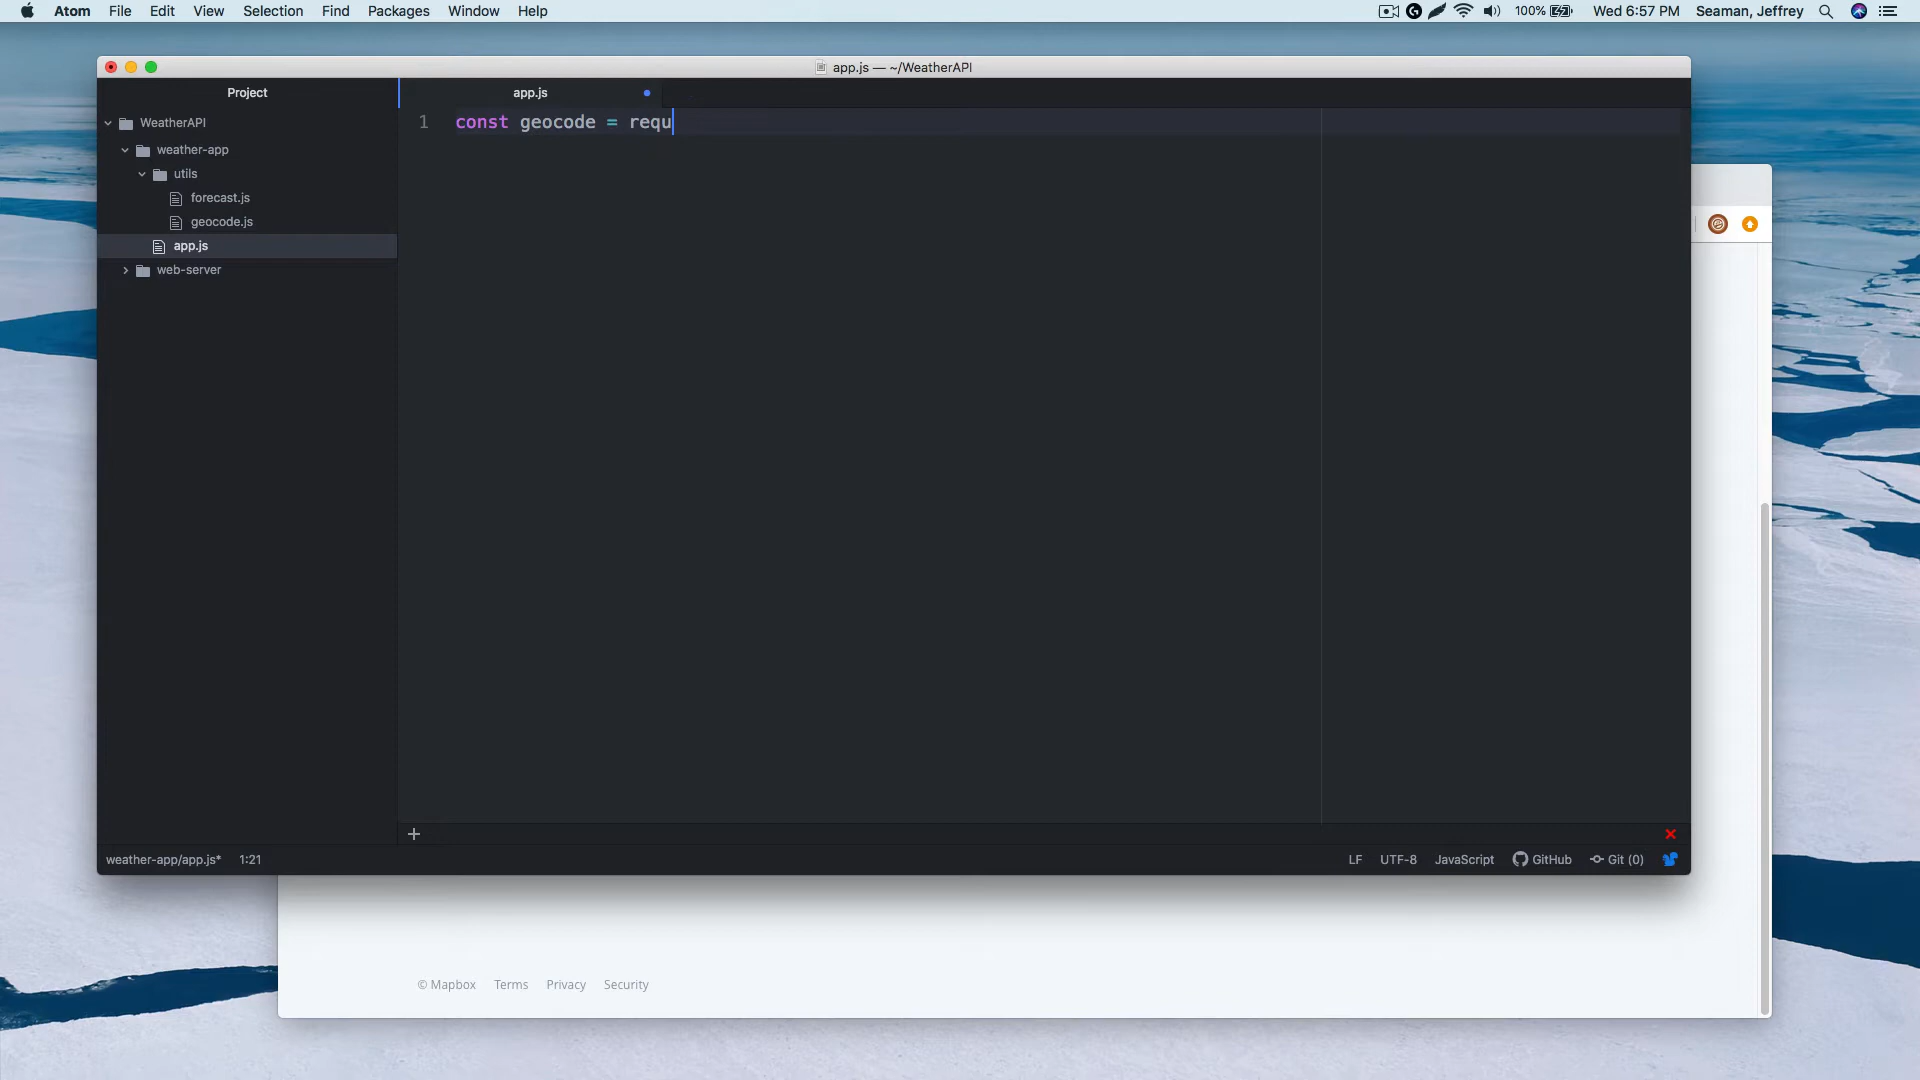 Atom File Edit View Selection Find Packages Window Help 100% Wed 6:57 PM Seaman, Jeffrey
app.js — ~/WeatherAPI
Project
app.js
WeatherAPI
weather-app
utils
forecast.js
geocode.js
app.js
web-server
1 const geocode = requ
weather-app/app.js* 1:21 LF UTF-8 JavaScript GitHub Git (0)
© Mapbox Terms Privacy Security